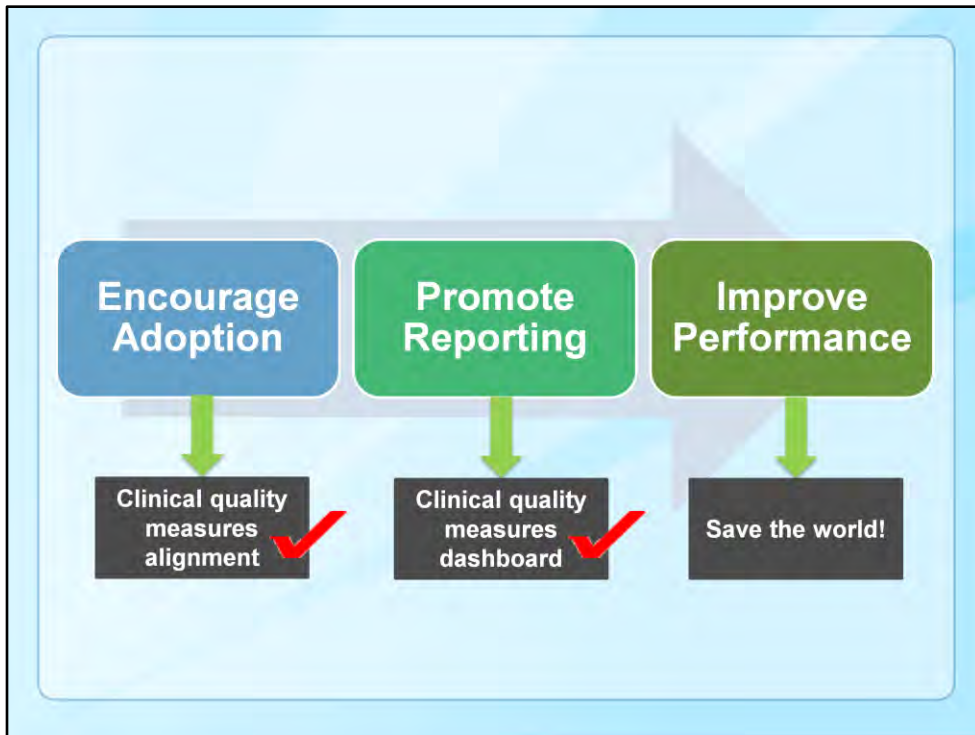 Encourage
Adoption
Promote
Reporting
Improve
Performance
Clinical quality
measures
alignment
Clinical quality
measures
dashboard
Save the world!